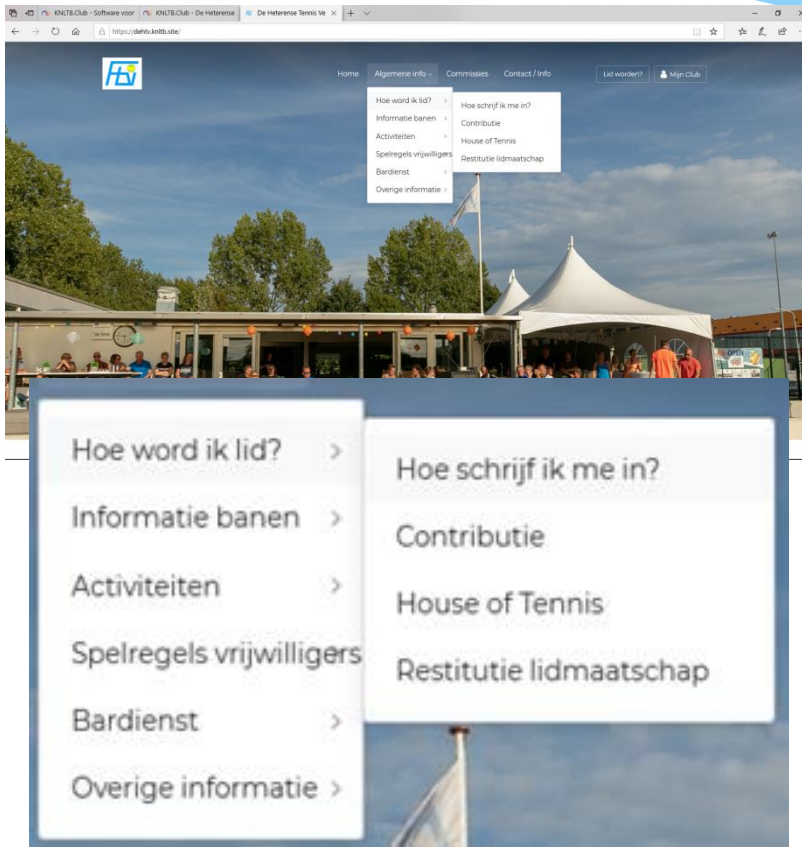 KNLTB.Club - Software voor
KNLTB.Club - De Heterense
De Heterense Tennis Ve
https://dehtv.knltb.site/
Home Algemene info Commissies Contact / Info Lid worden? Mijn Club
Hoe word ik lid?
Informatie banen
Activiteiten
Spelregels vrijwilligers
Bardienst
Overige informatie
Hoe schrijf ik me in?
Contributie
House of Tennis
Restitutie lidmaatschap
OPEN
Hoe word ik lid?
Informatie banen
Activiteiten
Spelregels vrijwilligers
Bardienst
Overige informatie
Hoe schrijf ik me in?
Contributie
House of Tennis
Restitutie lidmaatschap